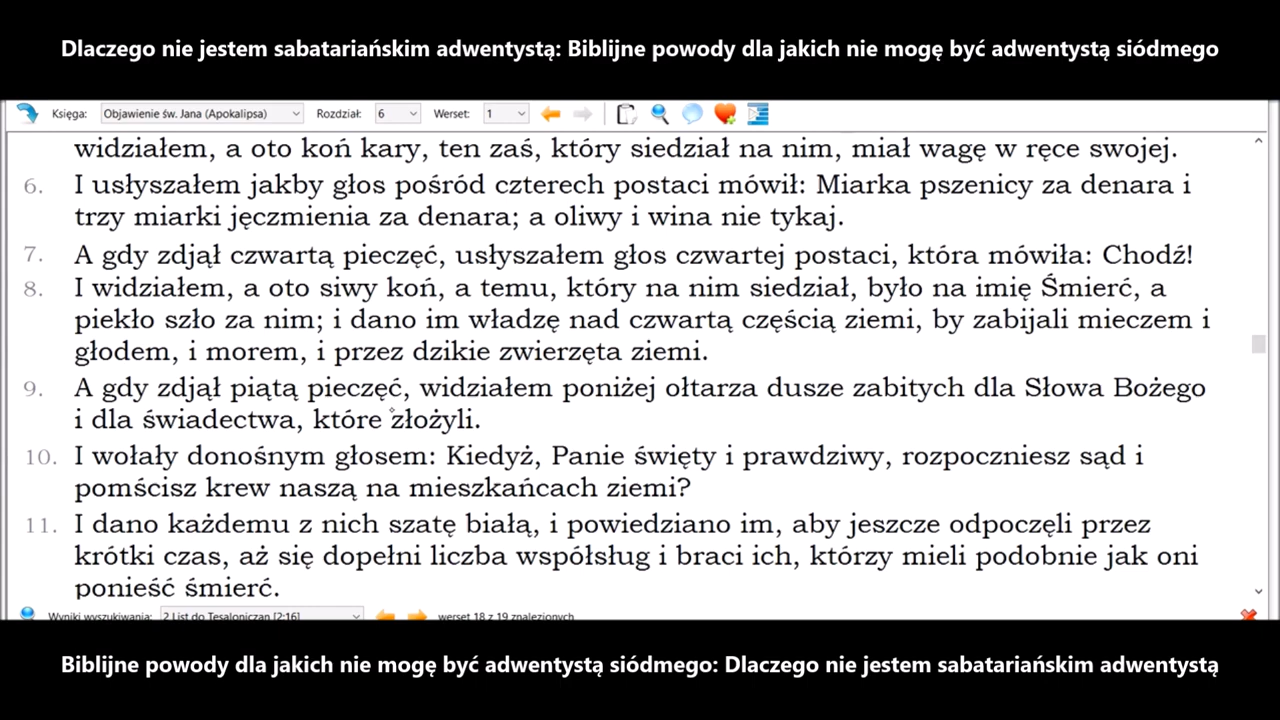 Dlaczego nie jestem sabatariańskim adwentystą: Biblijne powody dla jakich nie mogę być adwentystą siódmego
Księga: Objawienie św. Jana (Apokalipsa) Rozdział: 6 Werset: 1
widziałem, a oto koń kary, ten zaś, który siedział na nim, miał wagę w ręce swojej.
6. I usłyszałem jakby głos pośród czterech postaci mówił: Miarka pszenicy za denara i
trzy miarki jęczmienia za denara; a oliwy i wina nie tykaj.
7. A gdy zdjął czwartą pieczęć, usłyszałem głos czwartej postaci, która mówiła: Chodź!
8. I widziałem, a oto siwy koń, a temu, który na nim siedział, było na imię Śmierć, a
piekło szło za nim; i dano im władzę nad czwartą częścią ziemi, by zabijali mieczem i
głodem, i morem, i przez dzikie zwierzęta ziemi.
9. A gdy zdjął piątą pieczęć, widziałem poniżej ołtarza dusze zabitych dla Słowa Bożego
i dla świadectwa, które złożyli.
10. I wołały donośnym głosem: Kiedyż, Panie święty i prawdziwy, rozpoczniesz sąd i
pomścisz krew naszą na mieszkańcach ziemi?
11. I dano każdemu z nich szatę białą, i powiedziano im, aby jeszcze odpoczęli przez
krótki czas, aż się dopełni liczba współsług i braci ich, którzy mieli podobnie jak oni
ponieść śmierć.
Wyniki wyszukiwania: 2 List do Tesaloniczan [2:16] werset 18 z 19 znalezionych
Biblijne powody dla jakich nie mogę być adwentystą siódmego: Dlaczego nie jestem sabatariańskim adwentystą